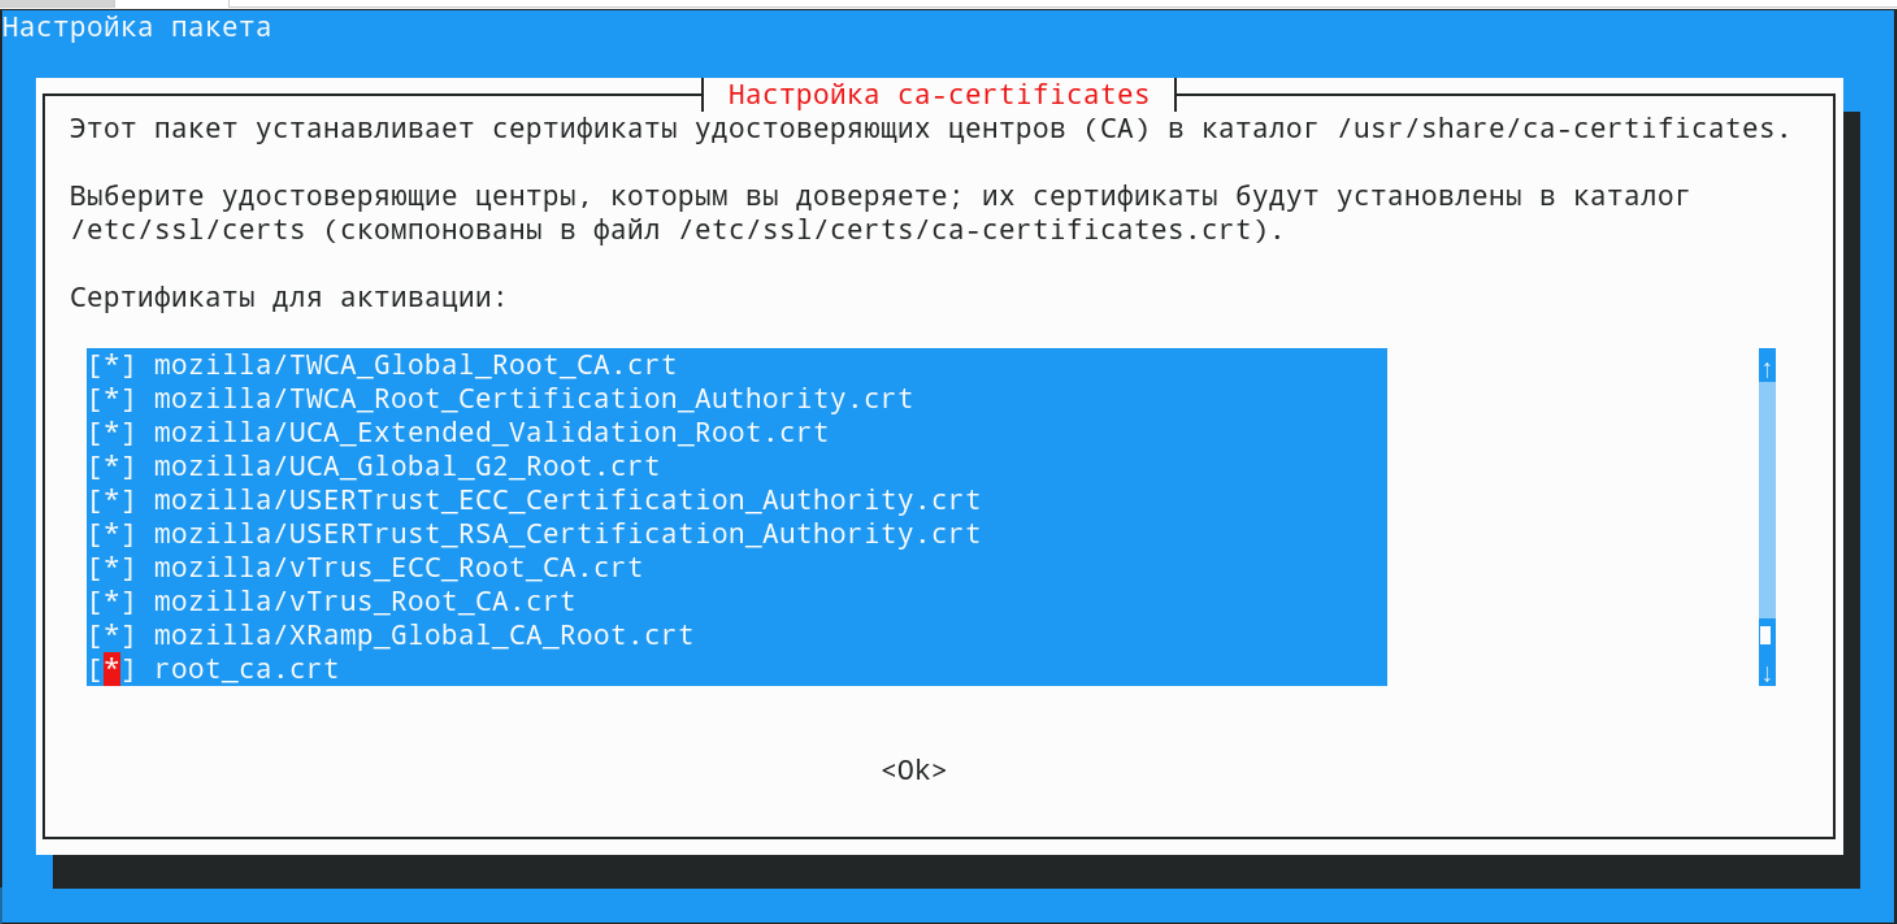 Настройка пакета
Настройка ca-certificates
Этот пакет устанавливает сертификаты удостоверяющих центров (CA) в каталог /usr/share/ca-certificates.
Выберите удостоверяющие центры, которым вы доверяете; их сертификаты будут установлены в каталог
/etc/ssl/certs (скомпонованы в файл /etc/ssl/certs/ca-certificates.crt).
Сертификаты для активации:
[*] mozilla/TWCA_Global_Root_CA.crt
[*] mozilla/TWCA_Root_Certification_Authority.crt
[*] mozilla/UCA_Extended_Validation_Root.crt
[*] mozilla/UCA_Global_G2_Root.crt
[*] mozilla/USERTrust_ECC_Certification_Authority.crt
[*] mozilla/USERTrust_RSA_Certification_Authority.crt
[*] mozilla/vTrus_ECC_Root_CA.crt
[*] mozilla/vTrus_Root_CA.crt
[*] mozilla/XRamp_Global_CA_Root.crt
[*] root_ca.crt
<Ok>